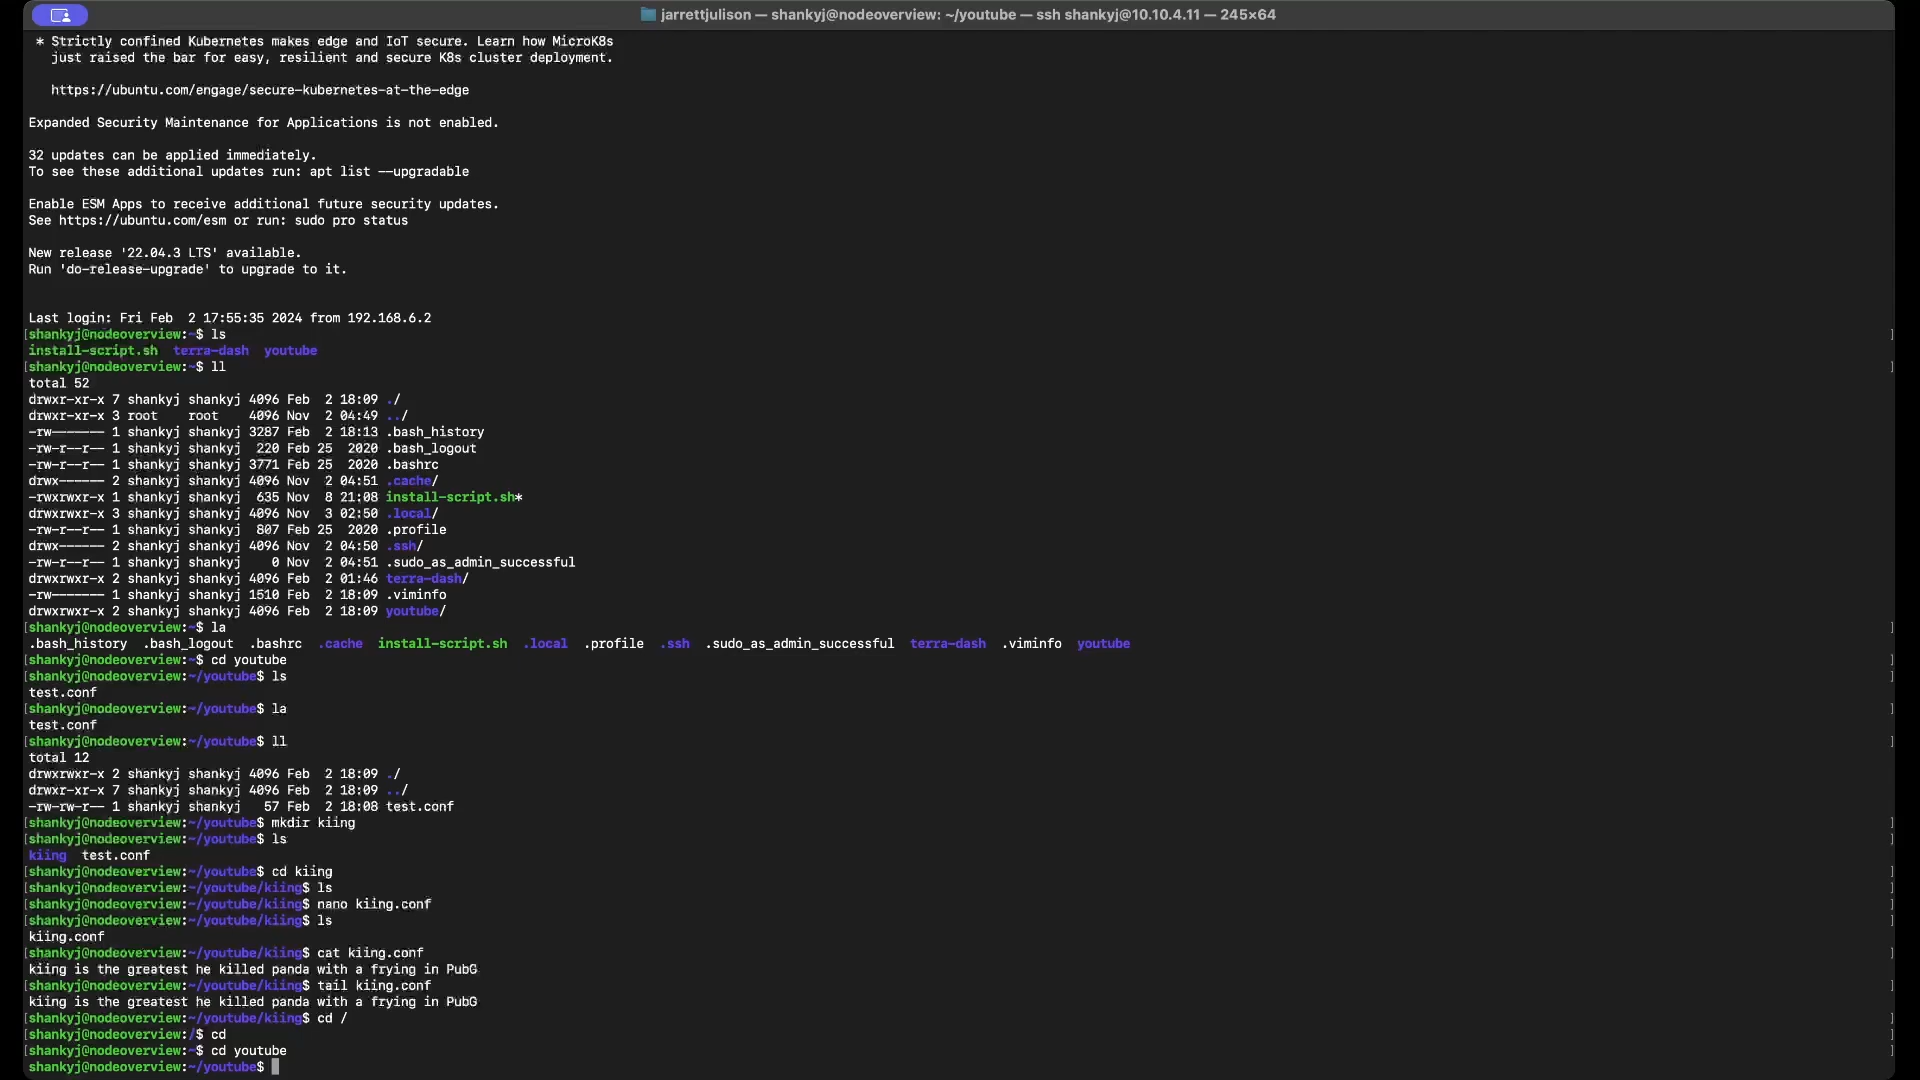 jarrettjulison — shankyj@nodeoverview: ~/youtube — ssh shankyj@10.10.4.11 — 245×64
* Strictly confined Kubernetes makes edge and IoT secure. Learn how MicroK8s
just raised the bar for easy, resilient and secure K8s cluster deployment.
https://ubuntu.com/engage/secure-kubernetes-at-the-edge
Expanded Security Maintenance for Applications is not enabled.
32 updates can be applied immediately.
To see these additional updates run: apt list --upgradable
Enable ESM Apps to receive additional future security updates.
See https://ubuntu.com/esm or run: sudo pro status
New release '22.04.3 LTS' available.
Run 'do-release-upgrade' to upgrade to it.
Last login: Fri Feb  2 17:55:35 2024 from 192.168.6.2
[shankyj@nodeoverview:~$ ls ]
install-script.sh  terra-dash  youtube
[shankyj@nodeoverview:~$ ll ]
total 52
drwxr-xr-x 7 shankyj shankyj 4096 Feb  2 18:09 ./
drwxr-xr-x 3 root    root    4096 Nov  2 04:49 ../
-rw------- 1 shankyj shankyj 3287 Feb  2 18:13 .bash_history
-rw-r--r-- 1 shankyj shankyj  220 Feb 25  2020 .bash_logout
-rw-r--r-- 1 shankyj shankyj 3771 Feb 25  2020 .bashrc
drwx------ 2 shankyj shankyj 4096 Nov  2 04:51 .cache/
-rwxrwxr-x 1 shankyj shankyj  635 Nov  8 21:08 install-script.sh*
drwxrwxr-x 3 shankyj shankyj 4096 Nov  3 02:50 .local/
-rw-r--r-- 1 shankyj shankyj  807 Feb 25  2020 .profile
drwx------ 2 shankyj shankyj 4096 Nov  2 04:50 .ssh/
-rw-r--r-- 1 shankyj shankyj    0 Nov  2 04:51 .sudo_as_admin_successful
drwxrwxr-x 2 shankyj shankyj 4096 Feb  2 01:46 terra-dash/
-rw------- 1 shankyj shankyj 1510 Feb  2 18:09 .viminfo
drwxrwxr-x 2 shankyj shankyj 4096 Feb  2 18:09 youtube/
[shankyj@nodeoverview:~$ la ]
.bash_history  .bash_logout  .bashrc  .cache  install-script.sh  .local  .profile  .ssh  .sudo_as_admin_successful  terra-dash  .viminfo  youtube
[shankyj@nodeoverview:~$ cd youtube ]
[shankyj@nodeoverview:~/youtube$ ls ]
test.conf
[shankyj@nodeoverview:~/youtube$ la ]
test.conf
[shankyj@nodeoverview:~/youtube$ ll ]
total 12
drwxrwxr-x 2 shankyj shankyj 4096 Feb  2 18:09 ./
drwxr-xr-x 7 shankyj shankyj 4096 Feb  2 18:09 ../
-rw-rw-r-- 1 shankyj shankyj   57 Feb  2 18:08 test.conf
[shankyj@nodeoverview:~/youtube$ mkdir kiing ]
[shankyj@nodeoverview:~/youtube$ ls ]
kiing  test.conf
[shankyj@nodeoverview:~/youtube$ cd kiing ]
[shankyj@nodeoverview:~/youtube/kiing$ ls ]
[shankyj@nodeoverview:~/youtube/kiing$ nano kiing.conf ]
[shankyj@nodeoverview:~/youtube/kiing$ ls ]
kiing.conf
[shankyj@nodeoverview:~/youtube/kiing$ cat kiing.conf ]
kiing is the greatest he killed panda with a frying in PubG
[shankyj@nodeoverview:~/youtube/kiing$ tail kiing.conf ]
kiing is the greatest he killed panda with a frying in PubG
[shankyj@nodeoverview:~/youtube/kiing$ cd / ]
[shankyj@nodeoverview:/$ cd ]
[shankyj@nodeoverview:~$ cd youtube ]
shankyj@nodeoverview:~/youtube$